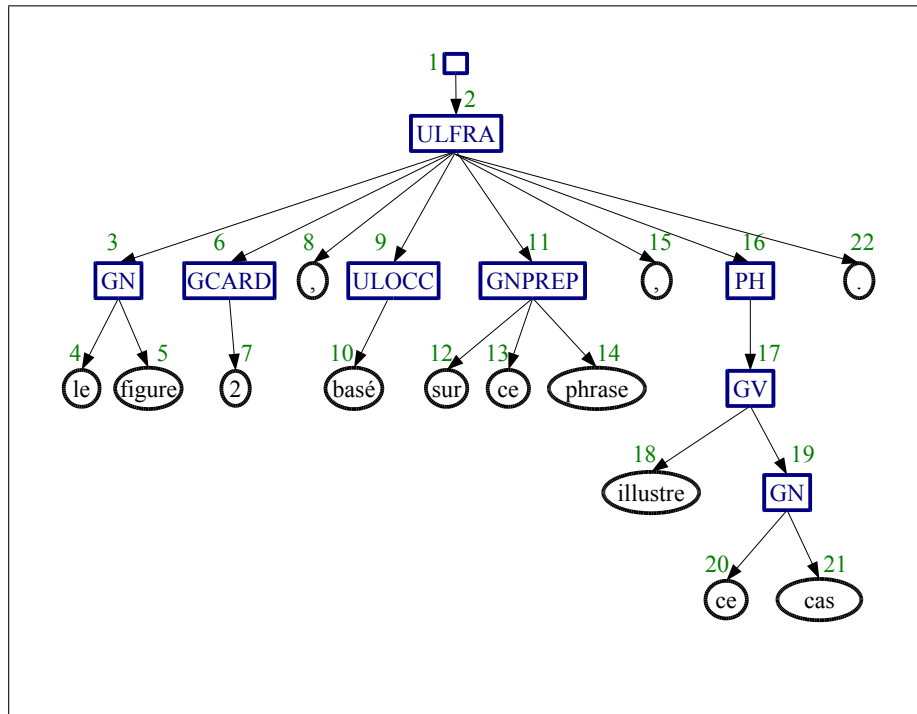 1
2
ULFRA
3 6 8 9 11 15 16 22
GN GCARD , ULOCC GNPREP , PH .
4 5 7 10 12 13 14 17
le figure 2 basé sur ce phrase GV
18 19
illustre GN
20 21
ce cas